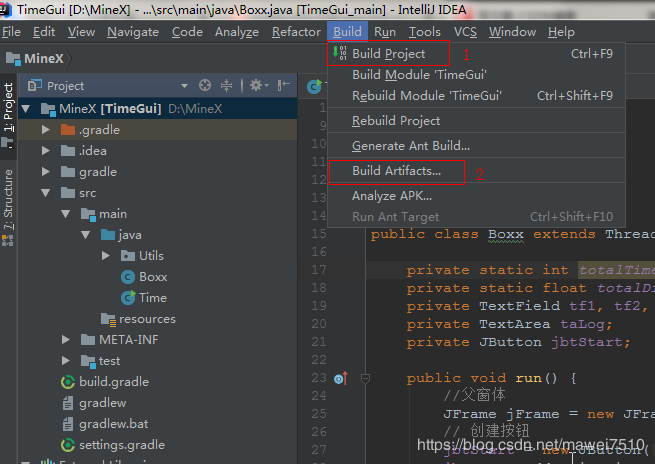 TimeGui [D:\MineX] - ...\src\main\java\Boxx.java [TimeGui_main] - IntelliJ IDEA
File Edit View Navigate Code Analyze Refactor Build Run Tools VCS Window Help
MineX
Project
1: Project
7: Structure
MineX [TimeGui] D:\MineX
.gradle
.idea
gradle
src
main
java
Utils
Boxx
Time
resources
META-INF
test
build.gradle
gradlew
gradlew.bat
settings.gradle
Build Project Ctrl+F9 1
Build Module 'TimeGui'
Rebuild Module 'TimeGui' Ctrl+Shift+F9
Rebuild Project
Generate Ant Build...
Build Artifacts... 2
Analyze APK...
Run Ant Target Ctrl+Shift+F10
15 public class Boxx extends Thread
16
17 private static int totalTime
18 private static float totalDi
19 private TextField tf1, tf2,
20 private TextArea taLog;
21 private JButton jbtStart;
22
23 public void run() {
24 //父窗体
25 JFrame jFrame = new JFra
26 // 创建按钮
27 jbtStart = new JButton(
https://blog.csdn.net/mawei7510